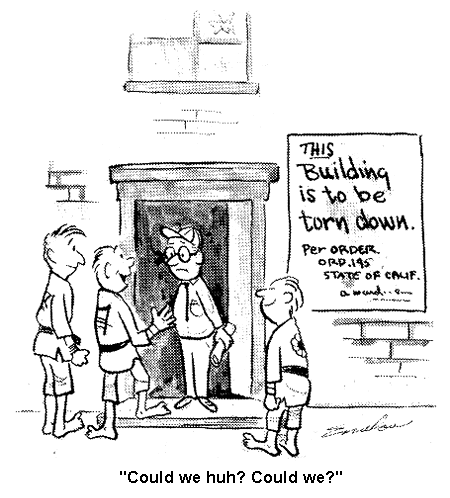 THIS
Building
is to be
torn down.
Per ORDER
ORD.195
STATE OF CALIF.
"Could we huh? Could we?"